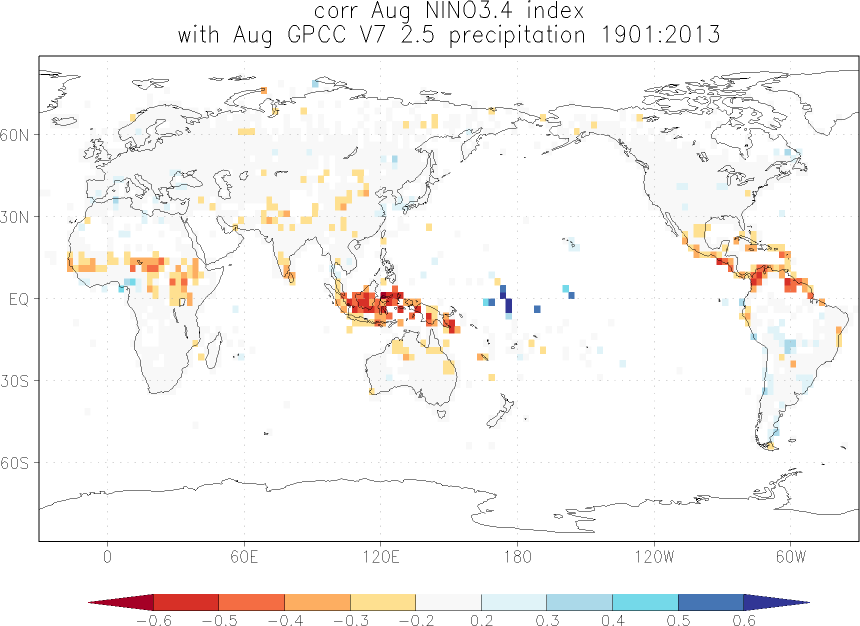 corr Aug NINO3.4 index
with Aug GPCC V7 2.5 precipitation 1901:2013
60N
30N
EQ
30S
60S
0 60E 120E 180 120W 60W
−0.6 −0.5 −0.4 −0.3 −0.2 0.2 0.3 0.4 0.5 0.6